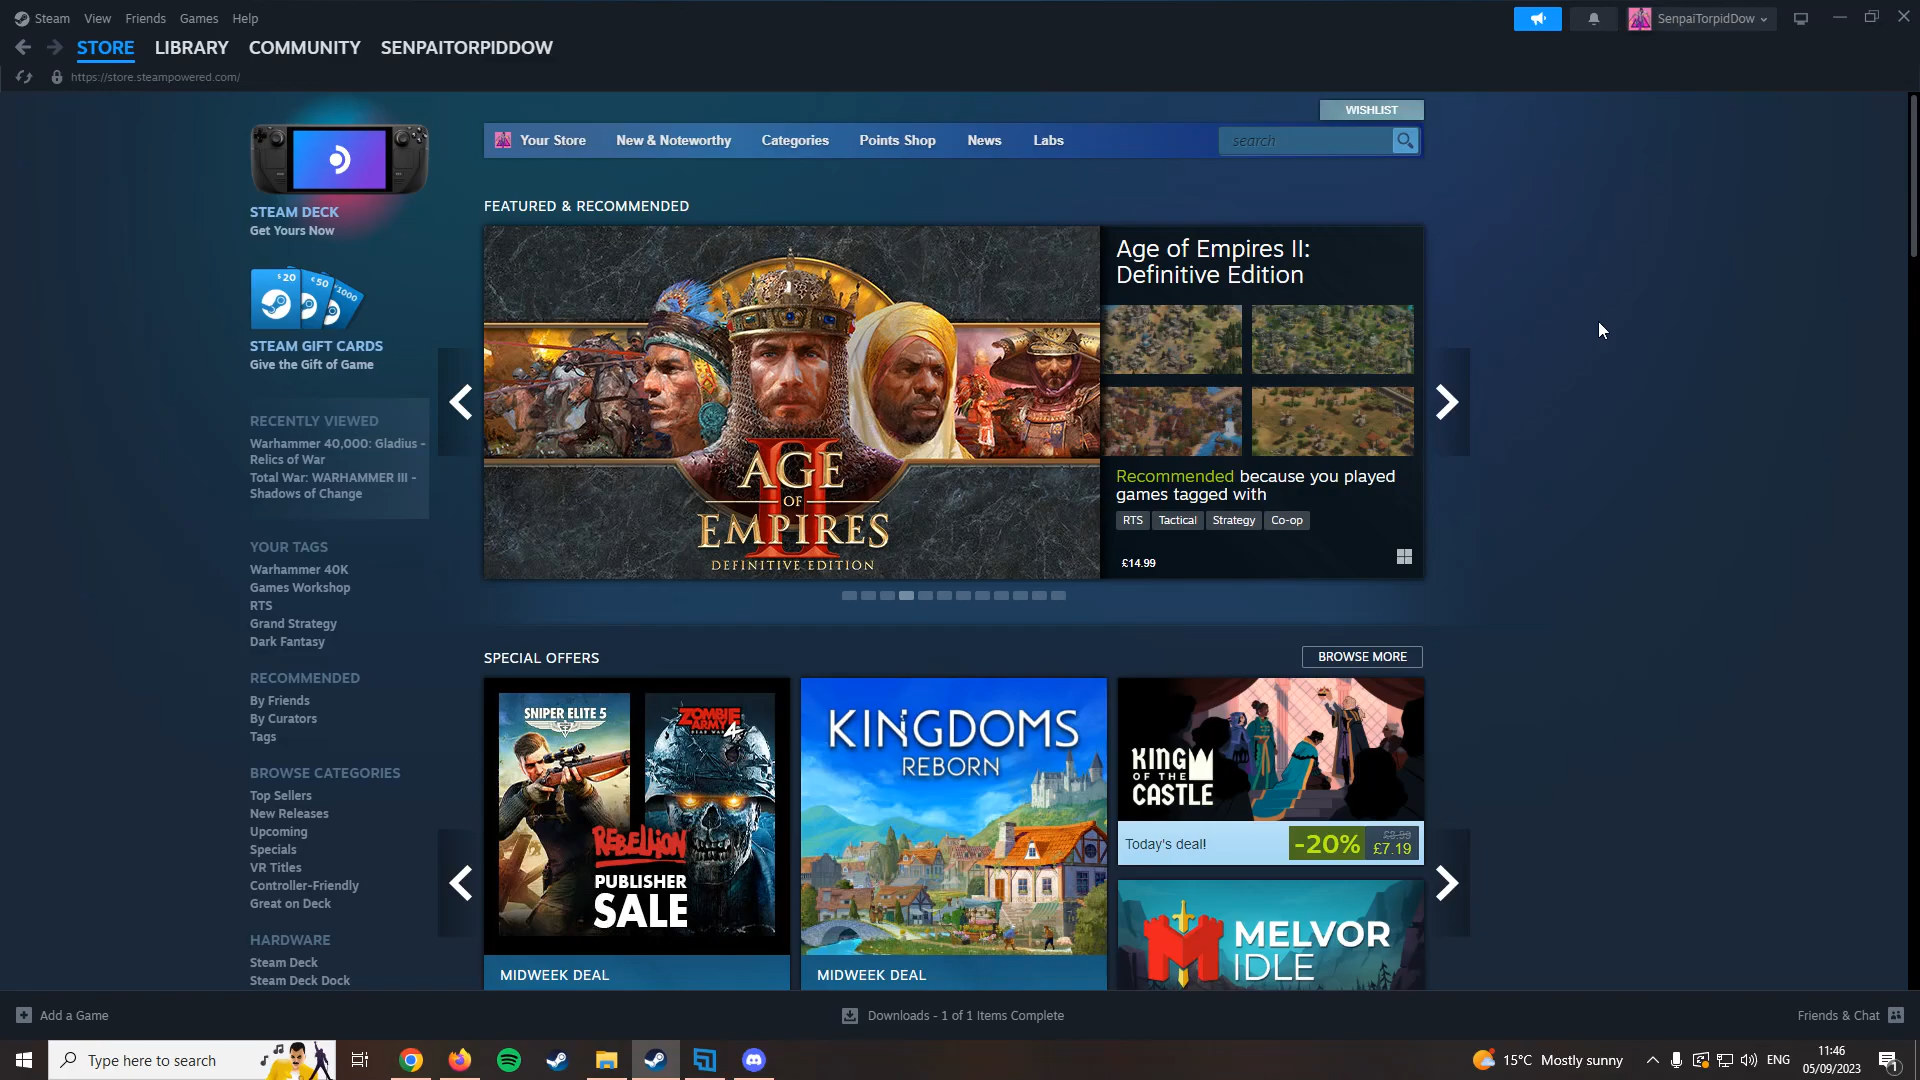 Steam View Friends Games Help
SenpaiTorpidDow
STORE LIBRARY COMMUNITY SENPAITORPIDDOW
https://store.steampowered.com/
WISHLIST
Your Store New & Noteworthy Categories Points Shop News Labs
search
STEAM DECK
Get Yours Now
$20
€50
1000
STEAM GIFT CARDS
Give the Gift of Game
RECENTLY VIEWED
Warhammer 40,000: Gladius -
Relics of War
Total War: WARHAMMER III -
Shadows of Change
YOUR TAGS
Warhammer 40K
Games Workshop
RTS
Grand Strategy
Dark Fantasy
RECOMMENDED
By Friends
By Curators
Tags
BROWSE CATEGORIES
Top Sellers
New Releases
Upcoming
Specials
VR Titles
Controller-Friendly
Great on Deck
HARDWARE
Steam Deck
Steam Deck Dock
FEATURED & RECOMMENDED
AGE
OF
EMPIRES
II
DEFINITIVE EDITION
Age of Empires II:
Definitive Edition
Recommended because you played
games tagged with
RTS Tactical Strategy Co-op
£14.99
SPECIAL OFFERS
BROWSE MORE
SNIPER ELITE 5
ZOMBIE
ARMY 4
DEAD WAR
REBELLION
PUBLISHER
SALE
MIDWEEK DEAL
KINGDOMS
REBORN
MIDWEEK DEAL
KING
OF THE
CASTLE
Today's deal!
-20%
£8.99
£7.19
MELVOR
IDLE
Add a Game
Downloads - 1 of 1 Items Complete
Friends & Chat
Type here to search
15°C Mostly sunny
ENG
11:46
05/09/2023
1